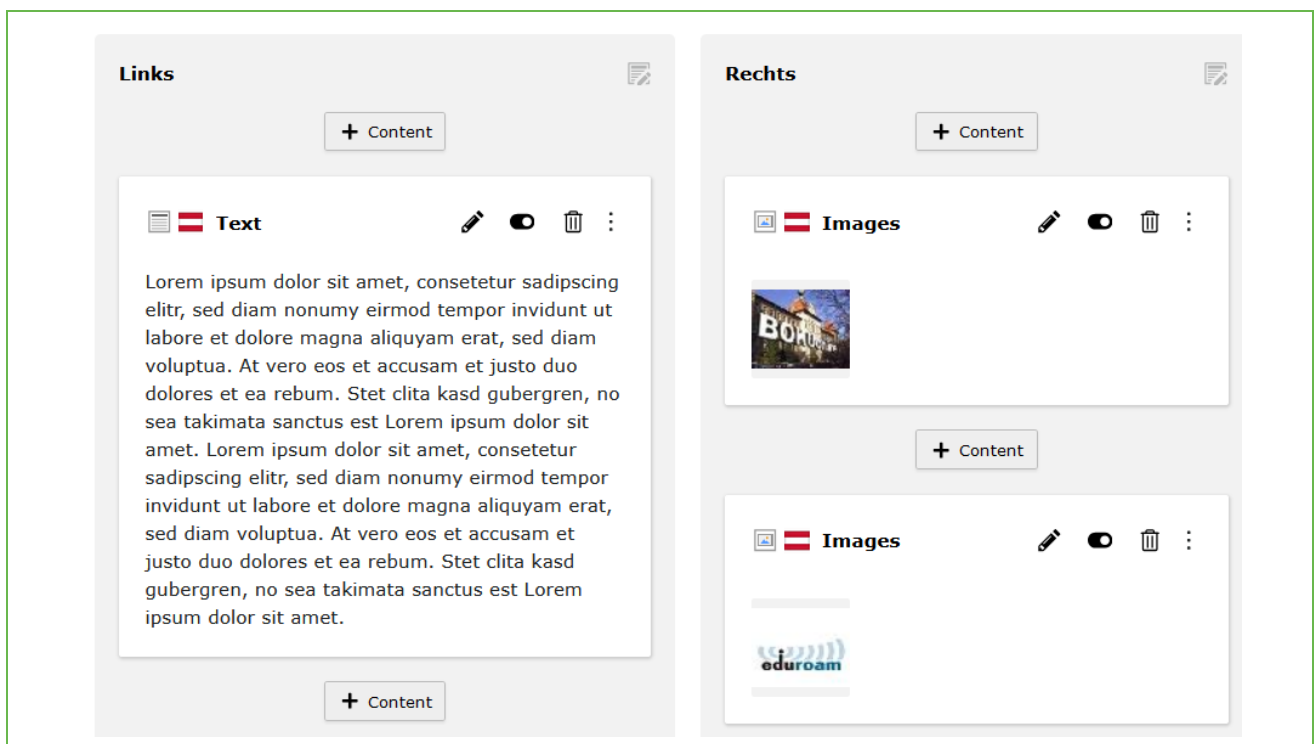 Links
+ Content
Text
Lorem ipsum dolor sit amet, consetetur sadipscing
elitr, sed diam nonumy eirmod tempor invidunt ut
labore et dolore magna aliquyam erat, sed diam
voluptua. At vero eos et accusam et justo duo
dolores et ea rebum. Stet clita kasd gubergren, no
sea takimata sanctus est Lorem ipsum dolor sit
amet. Lorem ipsum dolor sit amet, consetetur
sadipscing elitr, sed diam nonumy eirmod tempor
invidunt ut labore et dolore magna aliquyam erat,
sed diam voluptua. At vero eos et accusam et
justo duo dolores et ea rebum. Stet clita kasd
gubergren, no sea takimata sanctus est Lorem
ipsum dolor sit amet.
+ Content
Rechts
+ Content
Images
+ Content
Images
eduroam